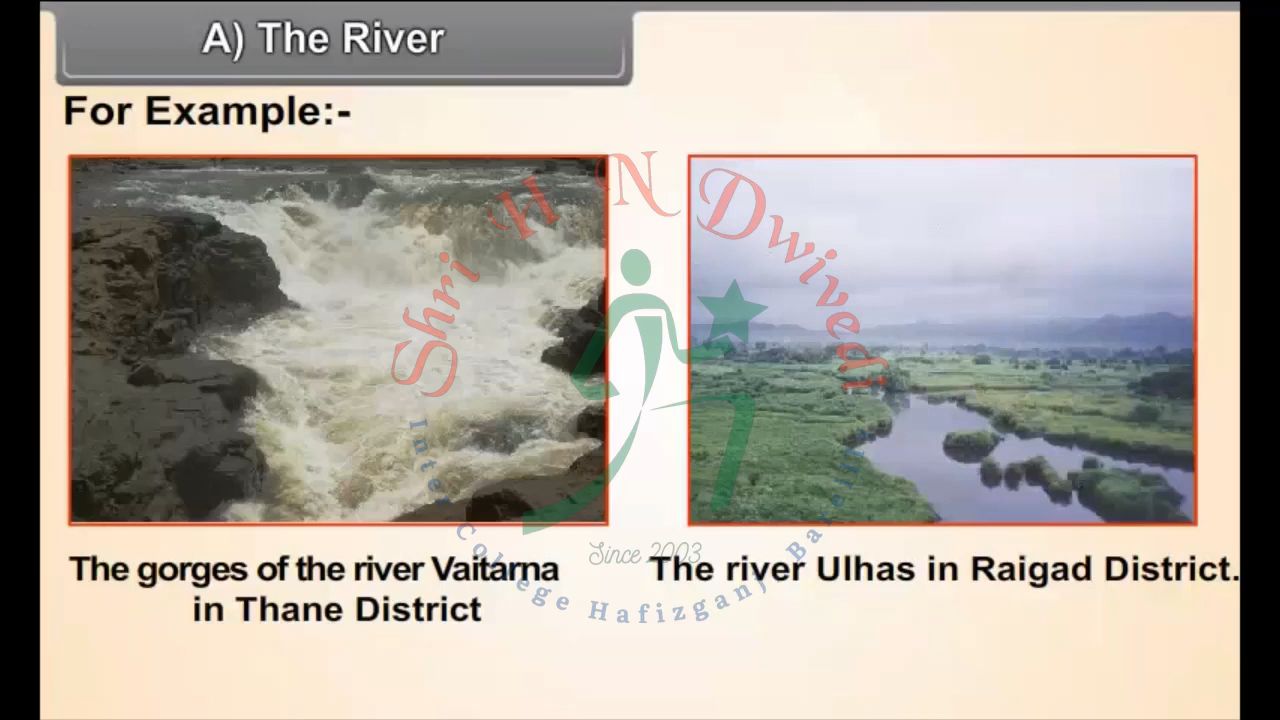 A) The River
For Example:-
Shri H N Dwivedi
Inter College Hafizganj Bareilly
Since 2003
The gorges of the river Vaitarna
in Thane District
The river Ulhas in Raigad District.